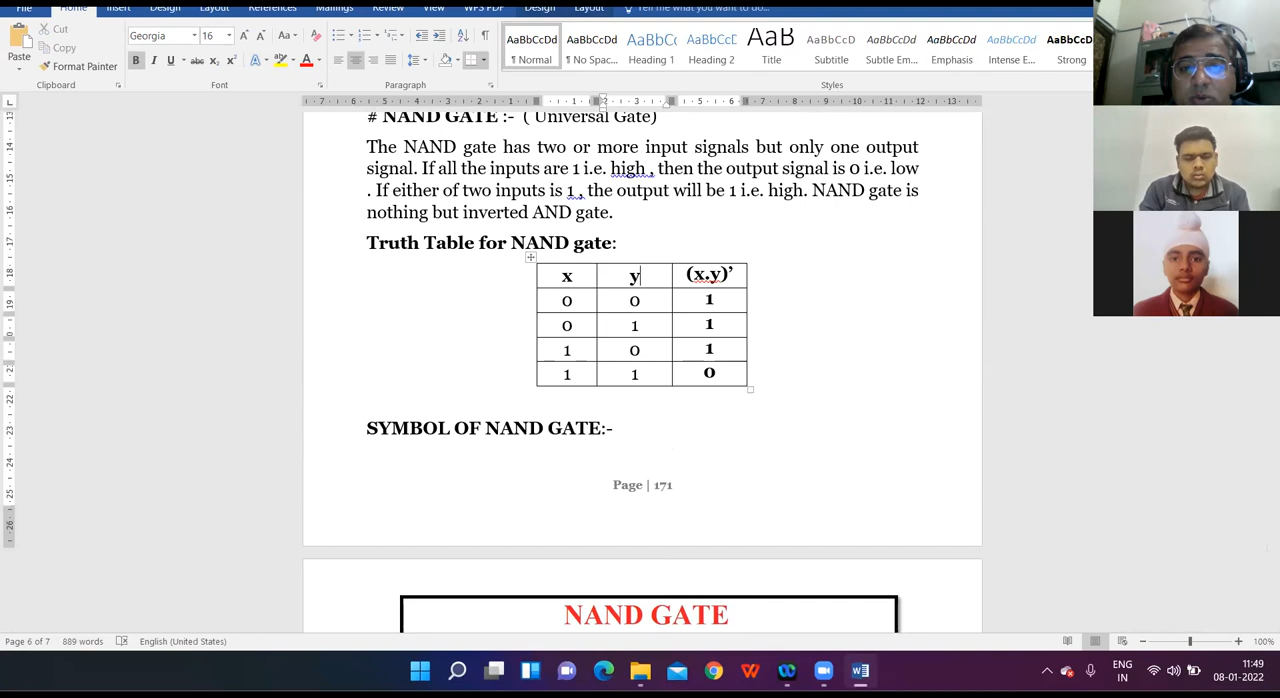 File Home Insert Design Layout References Mailings Review View WPS PDF Design Layout Tell me what you want to do...
Cut
Copy
Format Painter
Paste
Georgia 16
Aa
B I U abc X₂ X² A A
AaBbCcDd AaBbCcDd AaBbC AaBbCcC AaB AaBbCcD AaBbCcDd AaBbCcDd AaBbCcDd AaBbCc
¶ Normal ¶ No Spac... Heading 1 Heading 2 Title Subtitle Subtle Em... Emphasis Intense E... Strong
Clipboard Font Paragraph Styles
# NAND GATE :- ( Universal Gate)
The NAND gate has two or more input signals but only one output
signal. If all the inputs are 1 i.e. high , then the output signal is 0 i.e. low
. If either of two inputs is 1 , the output will be 1 i.e. high. NAND gate is
nothing but inverted AND gate.
Truth Table for NAND gate:
x y (x.y)’
0 0 1
0 1 1
1 0 1
1 1 0
SYMBOL OF NAND GATE:-
Page | 171
NAND GATE
Page 6 of 7 889 words English (United States) 100%
ENG
IN
11:49
08-01-2022